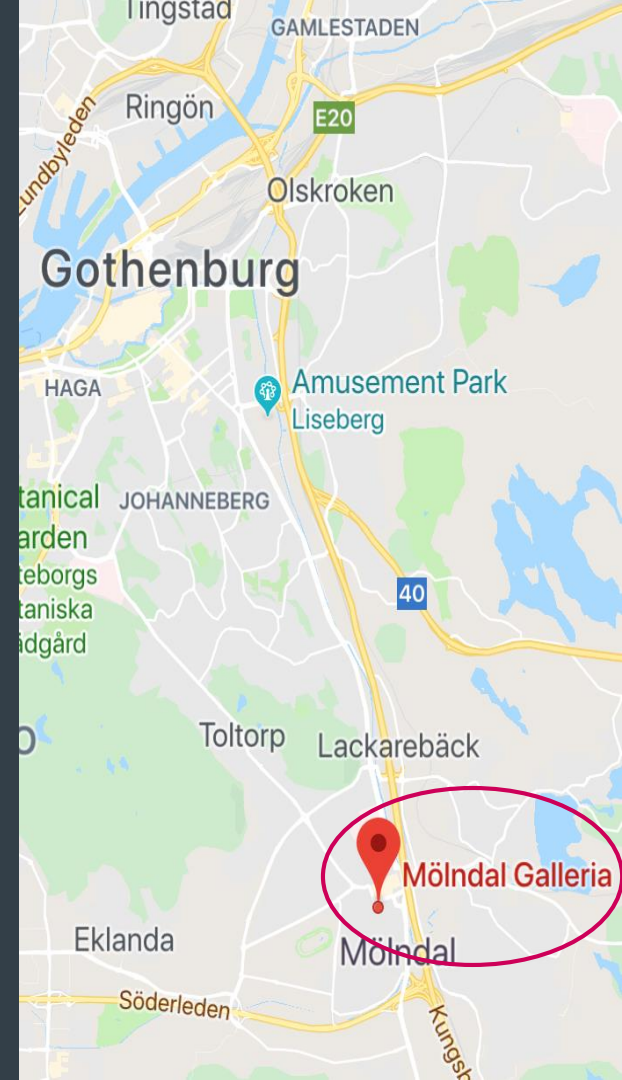 Tingstad
GAMLESTADEN
Ringön
E20
Lundbyleden
Olskroken
Gothenburg
Amusement Park
Liseberg
HAGA
tanical
arden
teborgs
taniska
idgård
JOHANNEBERG
40
Toltorp
Lackarebäck
Mölndal Galleria
Eklanda
Mölndal
Söderleden
Kungsb